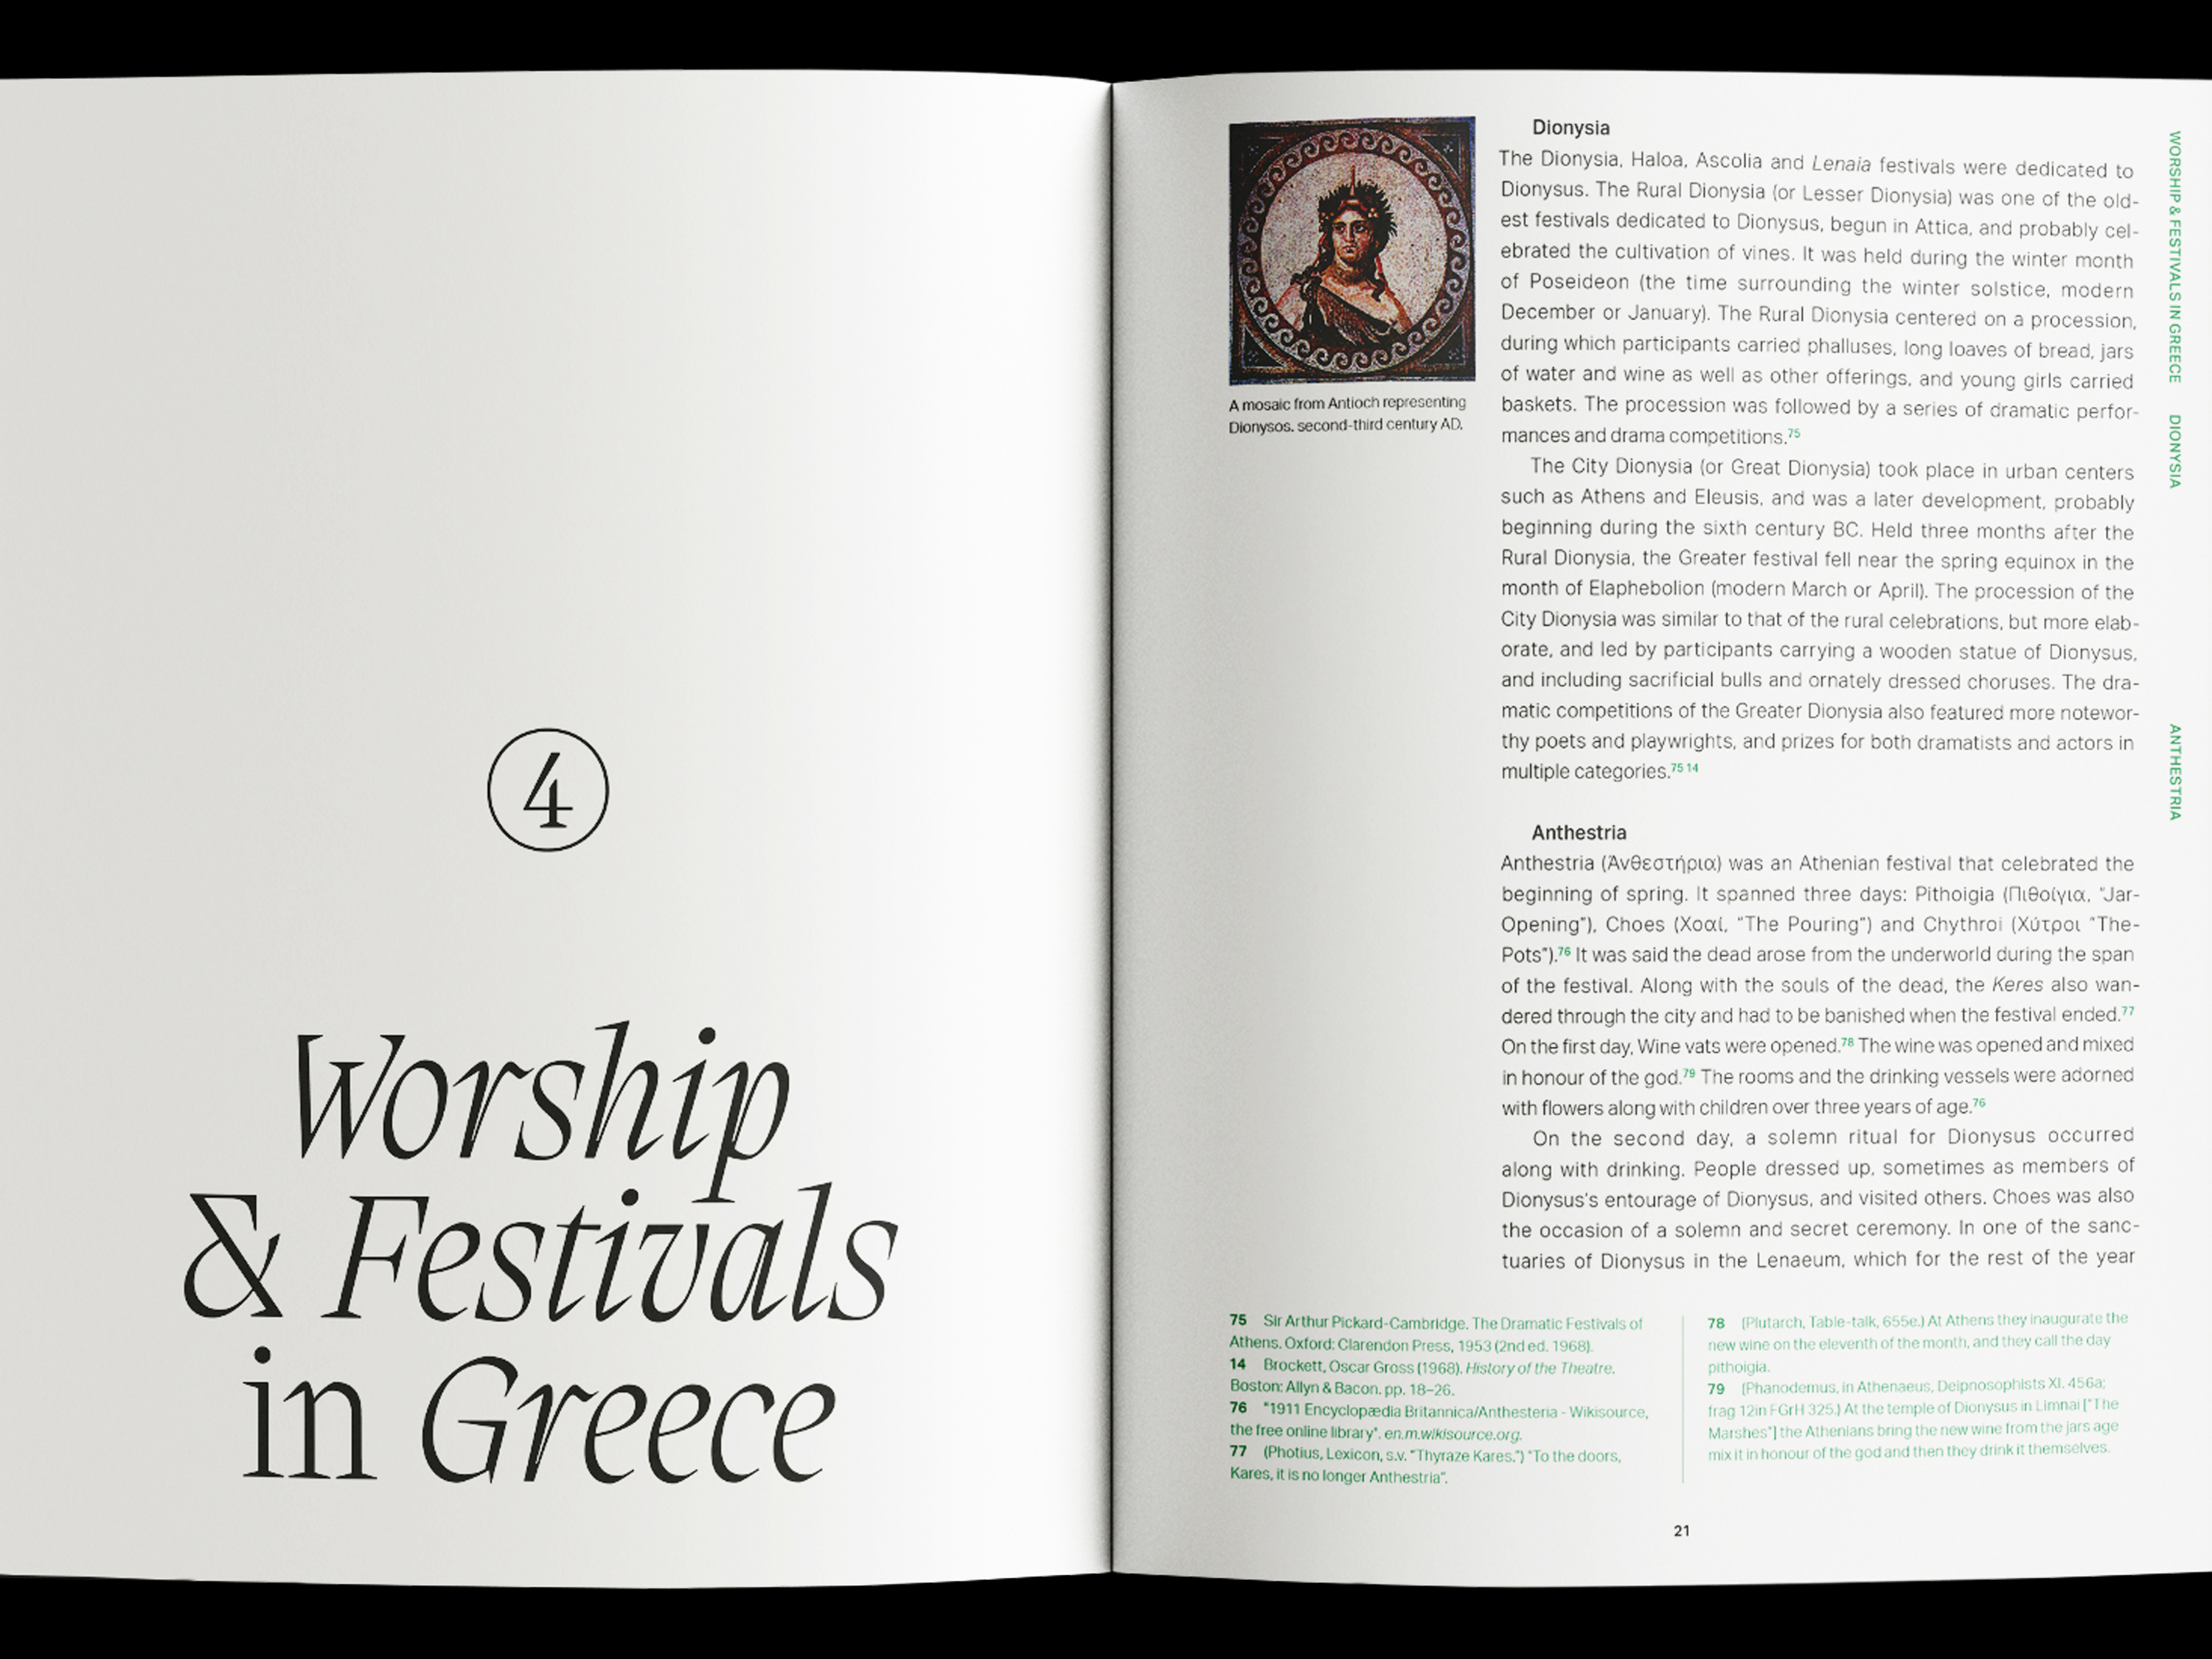 4
Worship
& Festivals
in Greece
A mosaic from Antioch representing
Dionysos. second-third century AD.
Dionysia
The Dionysia, Haloa, Ascolia and Lenaia festivals were dedicated to
Dionysus. The Rural Dionysia (or Lesser Dionysia) was one of the old-
est festivals dedicated to Dionysus, begun in Attica, and probably cel-
ebrated the cultivation of vines. It was held during the winter month
of Poseideon (the time surrounding the winter solstice, modern
December or January). The Rural Dionysia centered on a procession,
during which participants carried phalluses, long loaves of bread, jars
of water and wine as well as other offerings, and young girls carried
baskets. The procession was followed by a series of dramatic perfor-
mances and drama competitions.75
The City Dionysia (or Great Dionysia) took place in urban centers
such as Athens and Eleusis, and was a later development, probably
beginning during the sixth century BC. Held three months after the
Rural Dionysia, the Greater festival fell near the spring equinox in the
month of Elaphebolion (modern March or April). The procession of the
City Dionysia was similar to that of the rural celebrations, but more elab-
orate, and led by participants carrying a wooden statue of Dionysus,
and including sacrificial bulls and ornately dressed choruses. The dra-
matic competitions of the Greater Dionysia also featured more notewor-
thy poets and playwrights, and prizes for both dramatists and actors in
multiple categories.75 14
Anthestria
Anthestria (Ἀνθεστήρια) was an Athenian festival that celebrated the
beginning of spring. It spanned three days: Pithoigia (Πιθοίγια, "Jar-
Opening"), Choes (Χοαί, "The Pouring") and Chythroi (Χύτροι "The-
Pots").76 It was said the dead arose from the underworld during the span
of the festival. Along with the souls of the dead, the Keres also wan-
dered through the city and had to be banished when the festival ended.77
On the first day, Wine vats were opened.78 The wine was opened and mixed
in honour of the god.79 The rooms and the drinking vessels were adorned
with flowers along with children over three years of age.76
On the second day, a solemn ritual for Dionysus occurred
along with drinking. People dressed up, sometimes as members of
Dionysus's entourage of Dionysus, and visited others. Choes was also
the occasion of a solemn and secret ceremony. In one of the sanc-
tuaries of Dionysus in the Lenaeum, which for the rest of the year
75 Sir Arthur Pickard-Cambridge. The Dramatic Festivals of
Athens. Oxford: Clarendon Press, 1953 (2nd ed. 1968).
14 Brockett, Oscar Gross (1968). History of the Theatre.
Boston: Allyn & Bacon. pp. 18–26.
76 "1911 Encyclopædia Britannica/Anthesteria - Wikisource,
the free online library". en.m.wikisource.org.
77 (Photius, Lexicon, s.v. "Thyraze Kares.") "To the doors,
Kares, it is no longer Anthestria".
78 (Plutarch, Table-talk, 655e.) At Athens they inaugurate the
new wine on the eleventh of the month, and they call the day
pithoigia.
79 (Phanodemus, in Athenaeus, Deipnosophists XI. 456a;
frag 12in FGrH 325.) At the temple of Dionysus in Limnai ["The
Marshes"] the Athenians bring the new wine from the jars age
mix it in honour of the god and then they drink it themselves.
21
WORSHIP & FESTIVALS IN GREECE
DIONYSIA
ANTHESTRIA